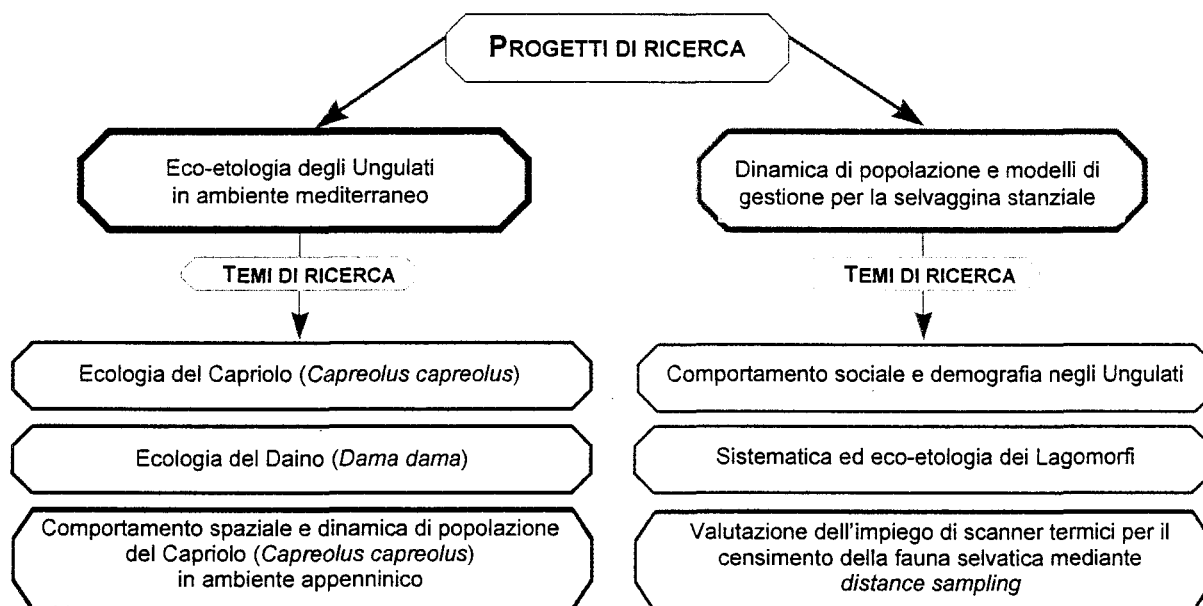 PROGETTI DI RICERCA
Eco-etologia degli Ungulati
in ambiente mediterraneo
TEMI DI RICERCA
Ecologia del Capriolo (Capreolus capreolus)
Ecologia del Daino (Dama dama)
Comportamento spaziale e dinamica di popolazione
del Capriolo (Capreolus capreolus)
in ambiente appenninico
Dinamica di popolazione e modelli di
gestione per la selvaggina stanziale
TEMI DI RICERCA
Comportamento sociale e demografia negli Ungulati
Sistematica ed eco-etologia dei Lagomorfi
Valutazione dell'impiego di scanner termici per il
censimento della fauna selvatica mediante
distance sampling